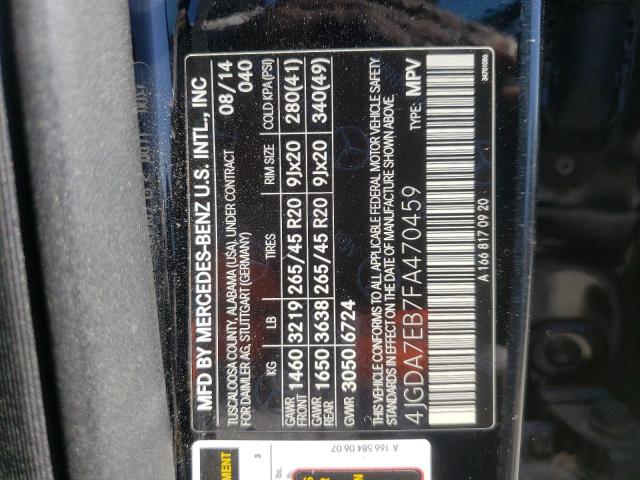 MFD BY MERCEDES-BENZ U.S. INTL., INC
TUSCALOOSA COUNTY, ALABAMA (USA), UNDER CONTRACT 08/14
FOR DAIMLER AG, STUTTGART (GERMANY) 040
KG LB TIRES RIM SIZE COLD KPA (PSI)
GAWR FRONT 1460 3219 265/45 R20 9Jx20 280(41)
GAWR REAR 1650 3638 265/45 R20 9Jx20 340(49)
GVWR 3050 6724
THIS VEHICLE CONFORMS TO ALL APPLICABLE FEDERAL MOTOR VEHICLE SAFETY
STANDARDS IN EFFECT ON THE DATE OF MANUFACTURE SHOWN ABOVE.
4JGDA7EB7FA470459 TYPE: MPV
A 166 817 09 20
A 166 584 06 07